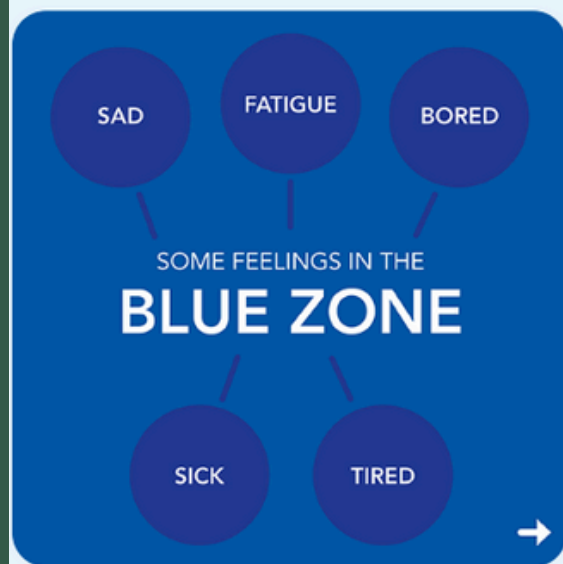 SAD
FATIGUE
BORED
SOME FEELINGS IN THE
BLUE ZONE
SICK
TIRED